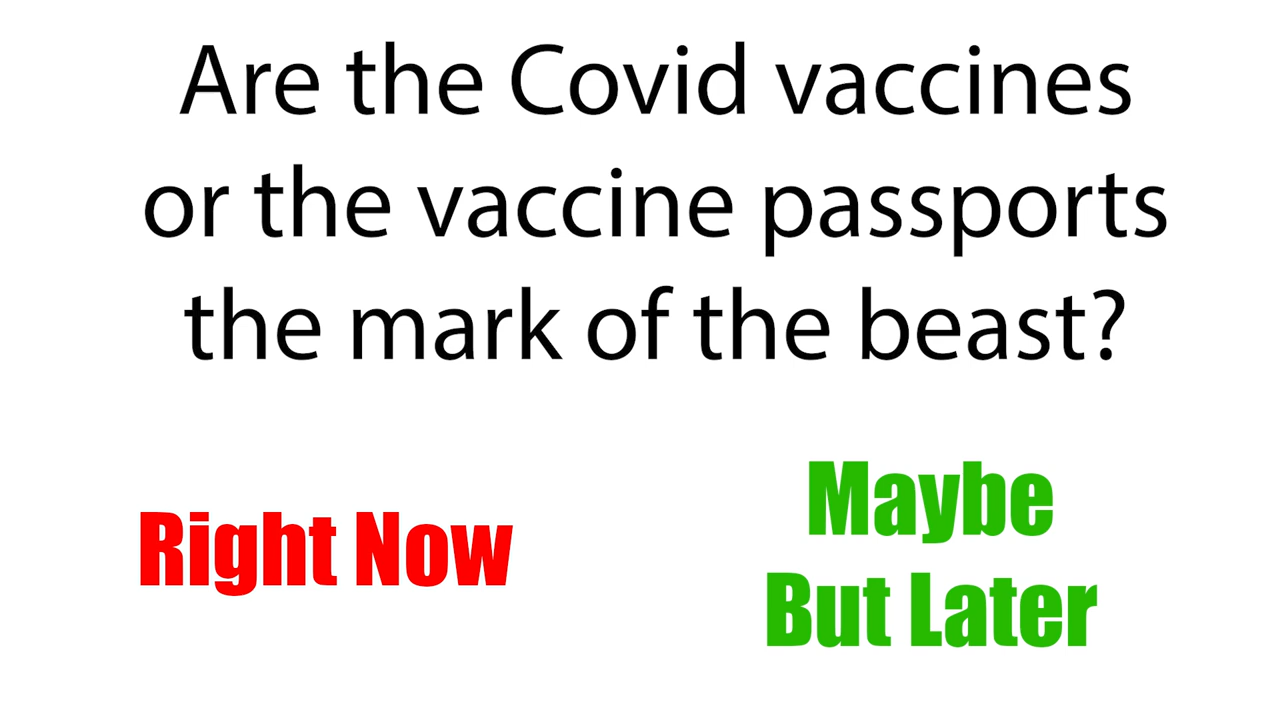 Are the Covid vaccines
or the vaccine passports
the mark of the beast?
Right Now
Maybe
But Later